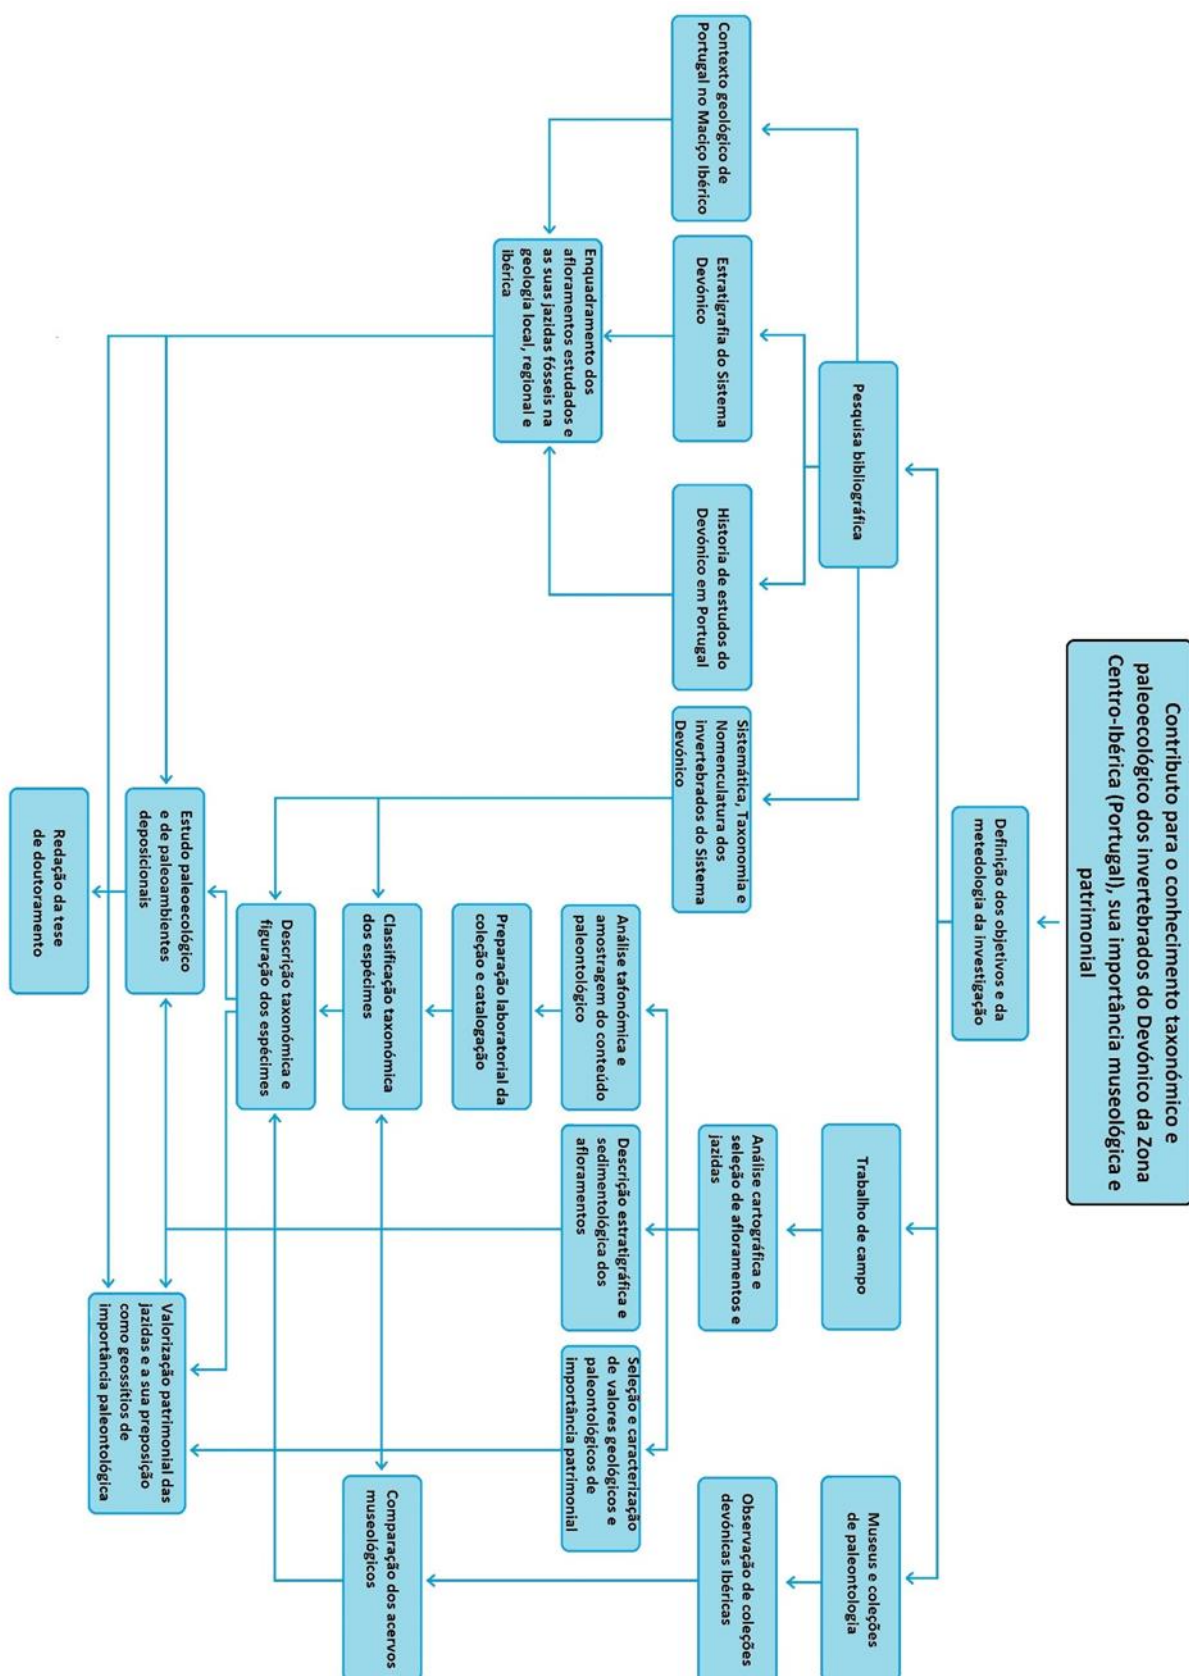 Contributo para o conhecimento taxonómico e
paleoecológico dos invertebrados do Devónico da Zona
Centro-Ibérica (Portugal), sua importância museológica e
patrimonial
Definição dos objetivos e da
metedologia da investigação
Pesquisa bibliográfica
Trabalho de campo
Museus e coleções
de paleontologia
Contexto geológico de
Portugal no Maciço Ibérico
Estratigrafia do Sistema
Devónico
Historia de estudos do
Devónico em Portugal
Sistemática, Taxonomia e
Nomenculatura dos
invertebrados do Sistema
Devónico
Análise cartográfica e
seleção de afloramentos e
jazidas
Observação de coleções
devónicas Ibéricas
Enquadramento dos
afloramentos estudados e
as suas jazidas fósseis na
geologia local, regional e
ibérica
Análise tafonómica e
amostragem do conteúdo
paleontológico
Descrição estratigráfica e
sedimentológica dos
afloramentos
Seleção e caracterização
de valores geológicos e
paleontológicos de
importância patrimonial
Preparação laboratorial da
coleção e catalogação
Classificação taxonómica
dos espécimes
Comparação dos acervos
museológicos
Descrição taxonómica e
figuração dos espécimes
Estudo paleoecológico
e de paleoambientes
deposicionais
Valorização patrimonial das
jazidas e a sua preposição
como geossítios de
importância paleontológica
Redação da tese
de doutoramento